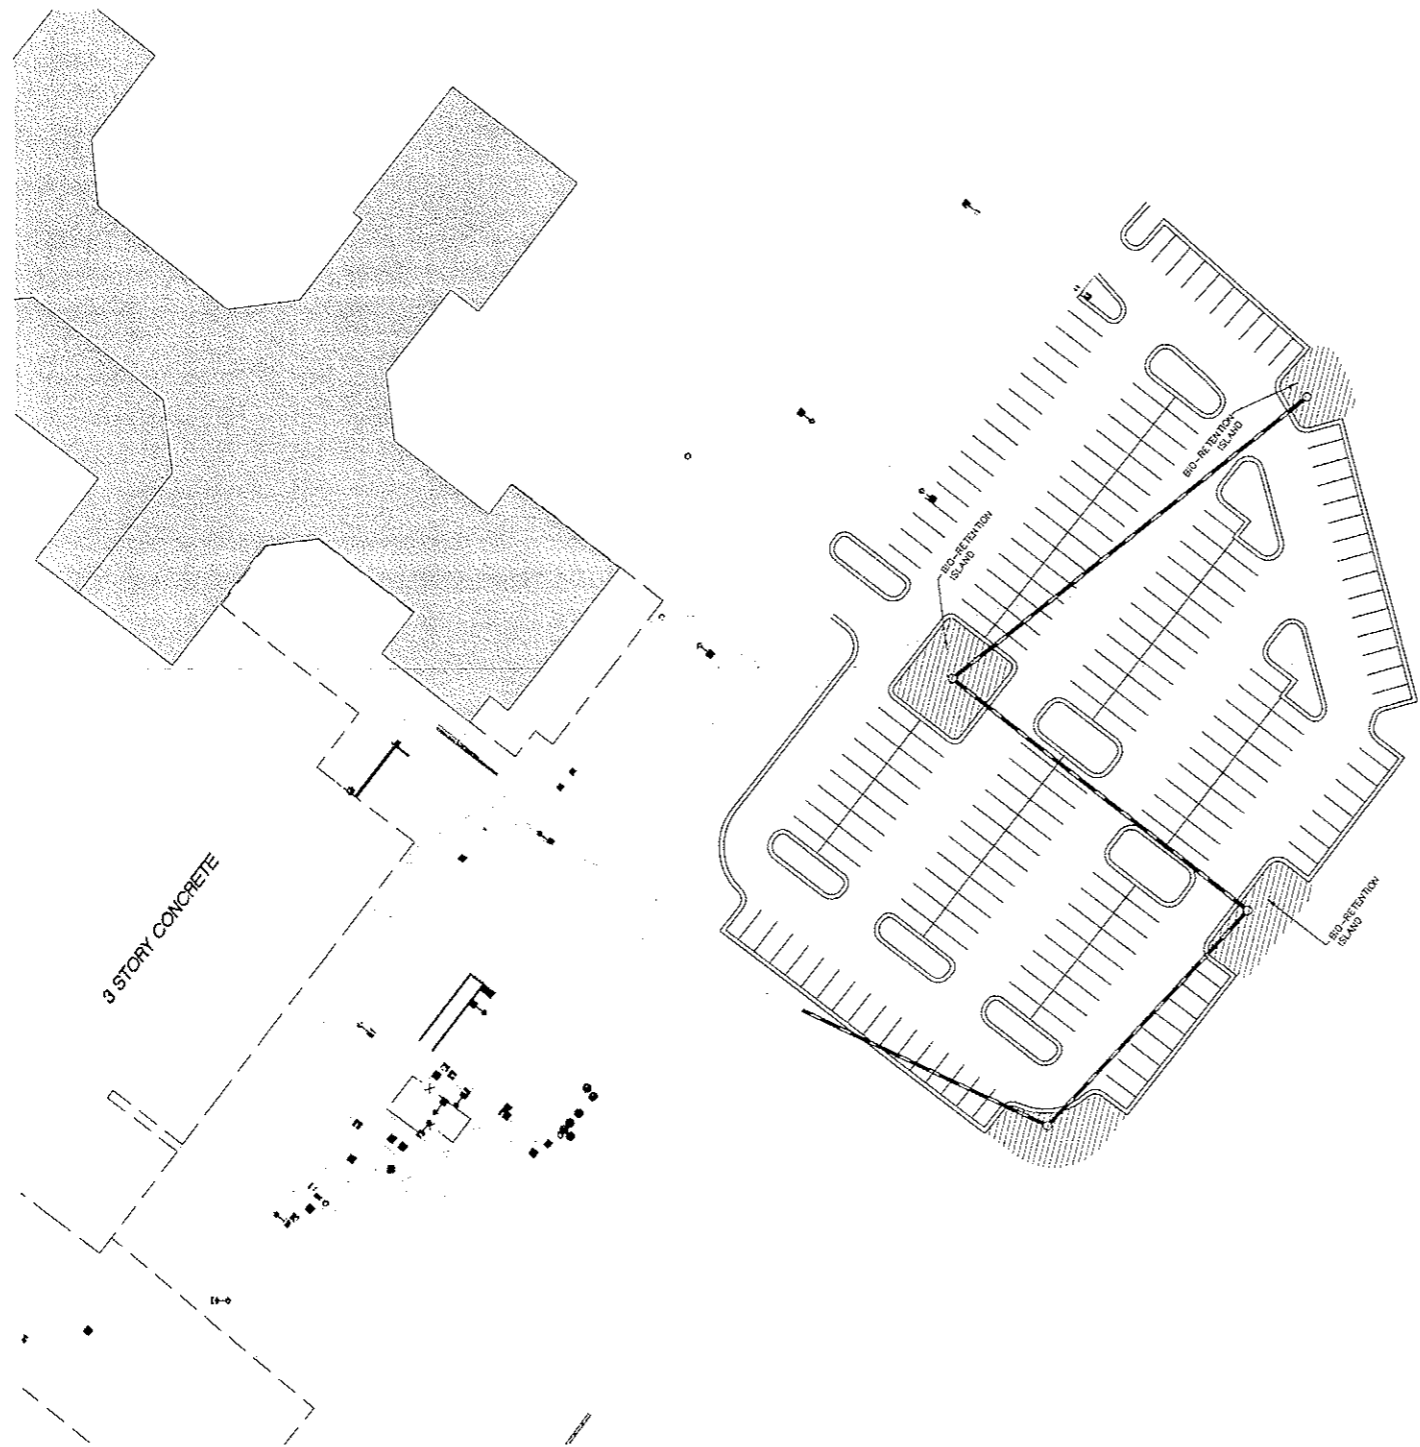 BIO-RETENTION
ISLAND
BIO-RETENTION
ISLAND
3 STORY CONCRETE
BIO-RETENTION
ISLAND